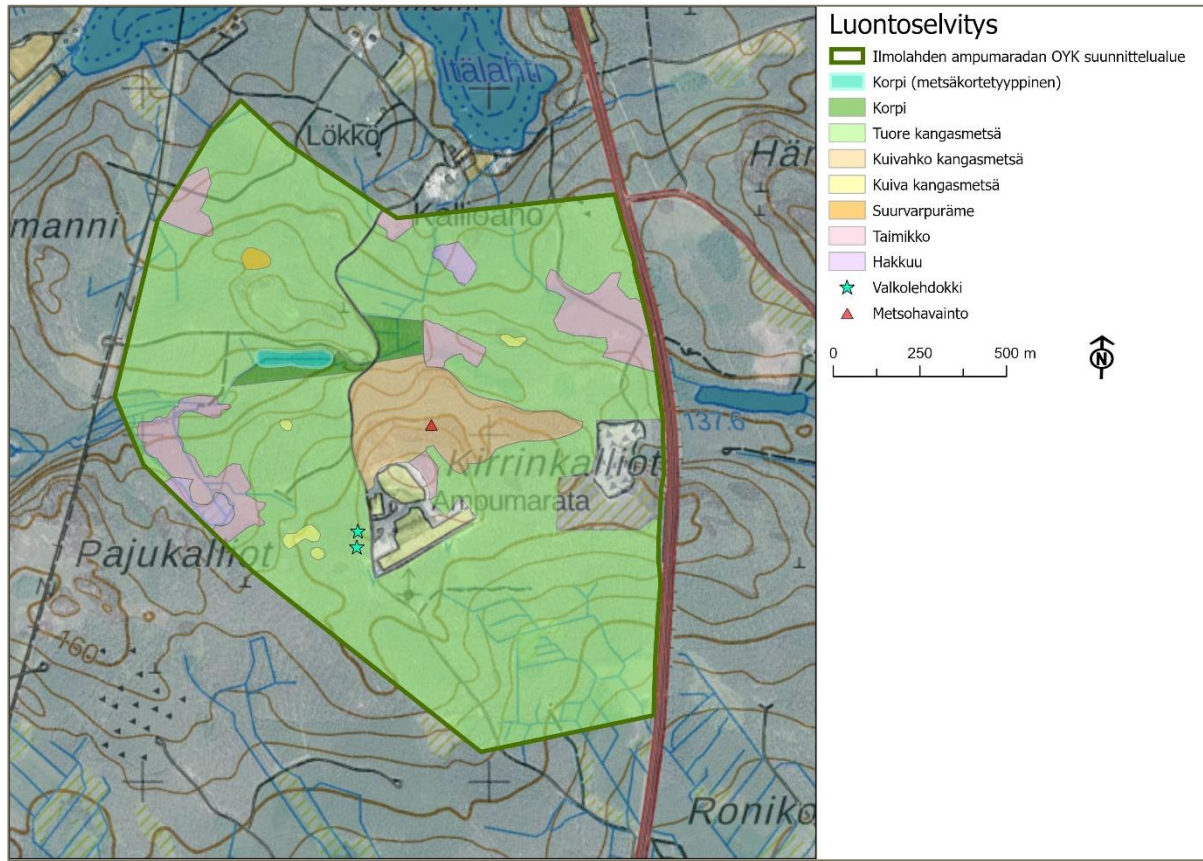 Itälahti
Lökkö
Här
manni
Kallioaho
137.6
Kirrinkalliot
Ampumarata
Pajukalliot
160
Roniko
Luontoselvitys
Ilmolahden ampumaradan OYK suunnittelualue
Korpi (metsäkortetyyppinen)
Korpi
Tuore kangasmetsä
Kuivahko kangasmetsä
Kuiva kangasmetsä
Suurvarpuräme
Taimikko
Hakkuu
Valkolehdokki
Metsohavainto
0 250 500 m
N